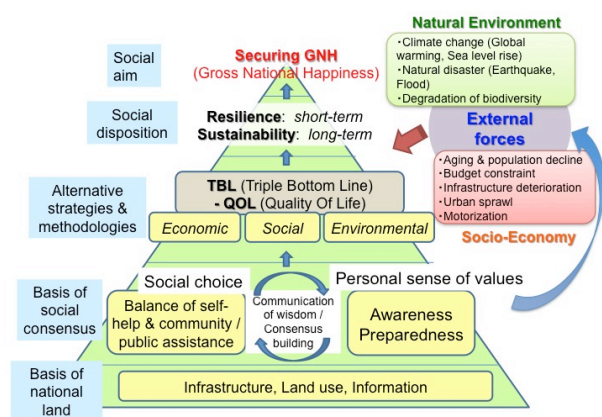 Natural Environment
・Climate change (Global
warming, Sea level rise)
・Natural disaster (Earthquake,
Flood)
・Degradation of biodiversity
External
forces
・Aging & population decline
・Budget constraint
・Infrastructure deterioration
・Urban sprawl
・Motorization
Socio-Economy
Social
aim
Securing GNH
(Gross National Happiness)
Social
disposition
Resilience: short-term
Sustainability: long-term
Alternative
strategies &
methodologies
TBL (Triple Bottom Line)
- QOL (Quality Of Life)
Economic
Social
Environmental
Basis of
social
consensus
Social choice
Balance of self-
help & community /
public assistance
Communication
of wisdom /
Consensus
building
Personal sense of values
Awareness
Preparedness
Basis of
national
land
Infrastructure, Land use, Information